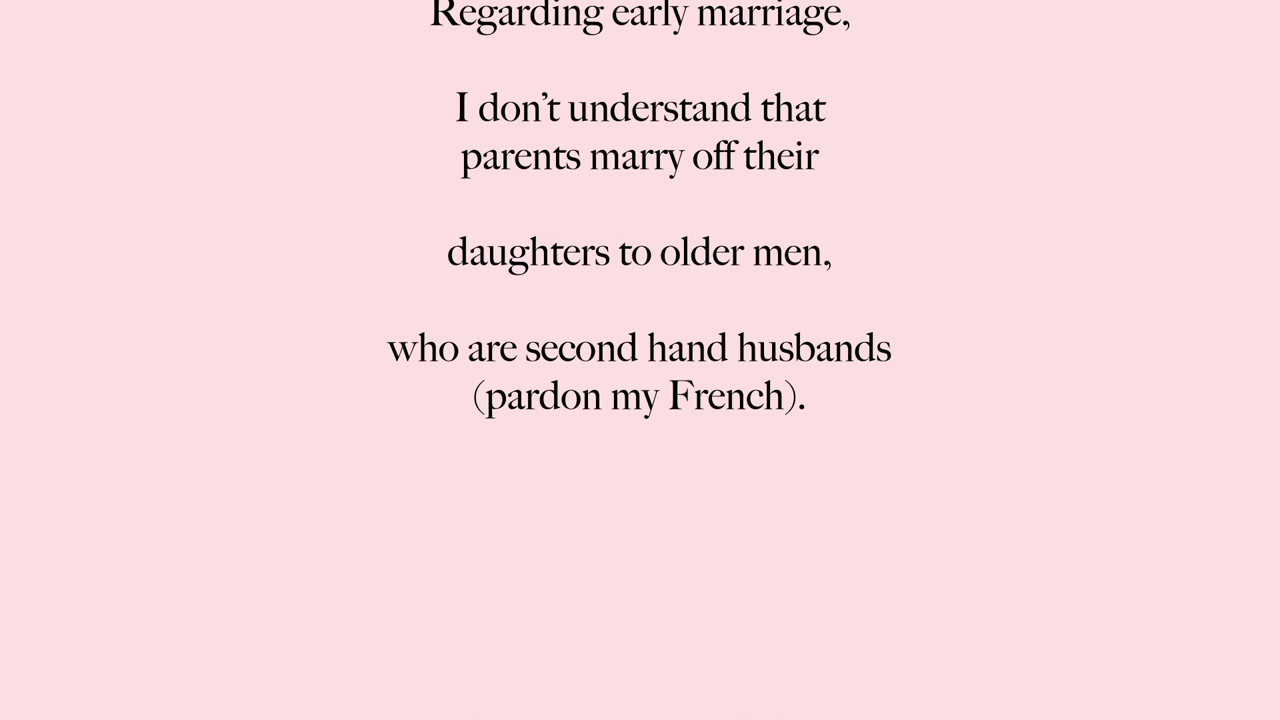 Regarding early marriage,
I don’t understand that
parents marry off their
daughters to older men,
who are second hand husbands
(pardon my French).